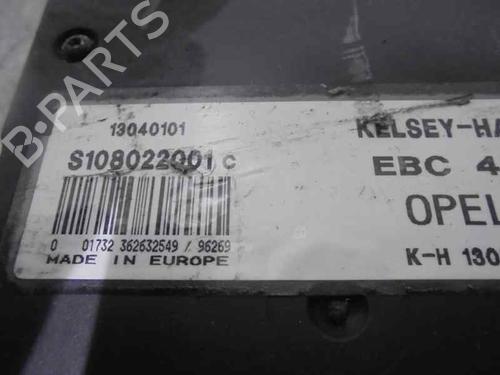 13040101
S108022001 C
0 01732 362632549 / 96269
MADE IN EUROPE
KELSEY-HA
EBC 4
OPEL
K-H 130
B-PARTS